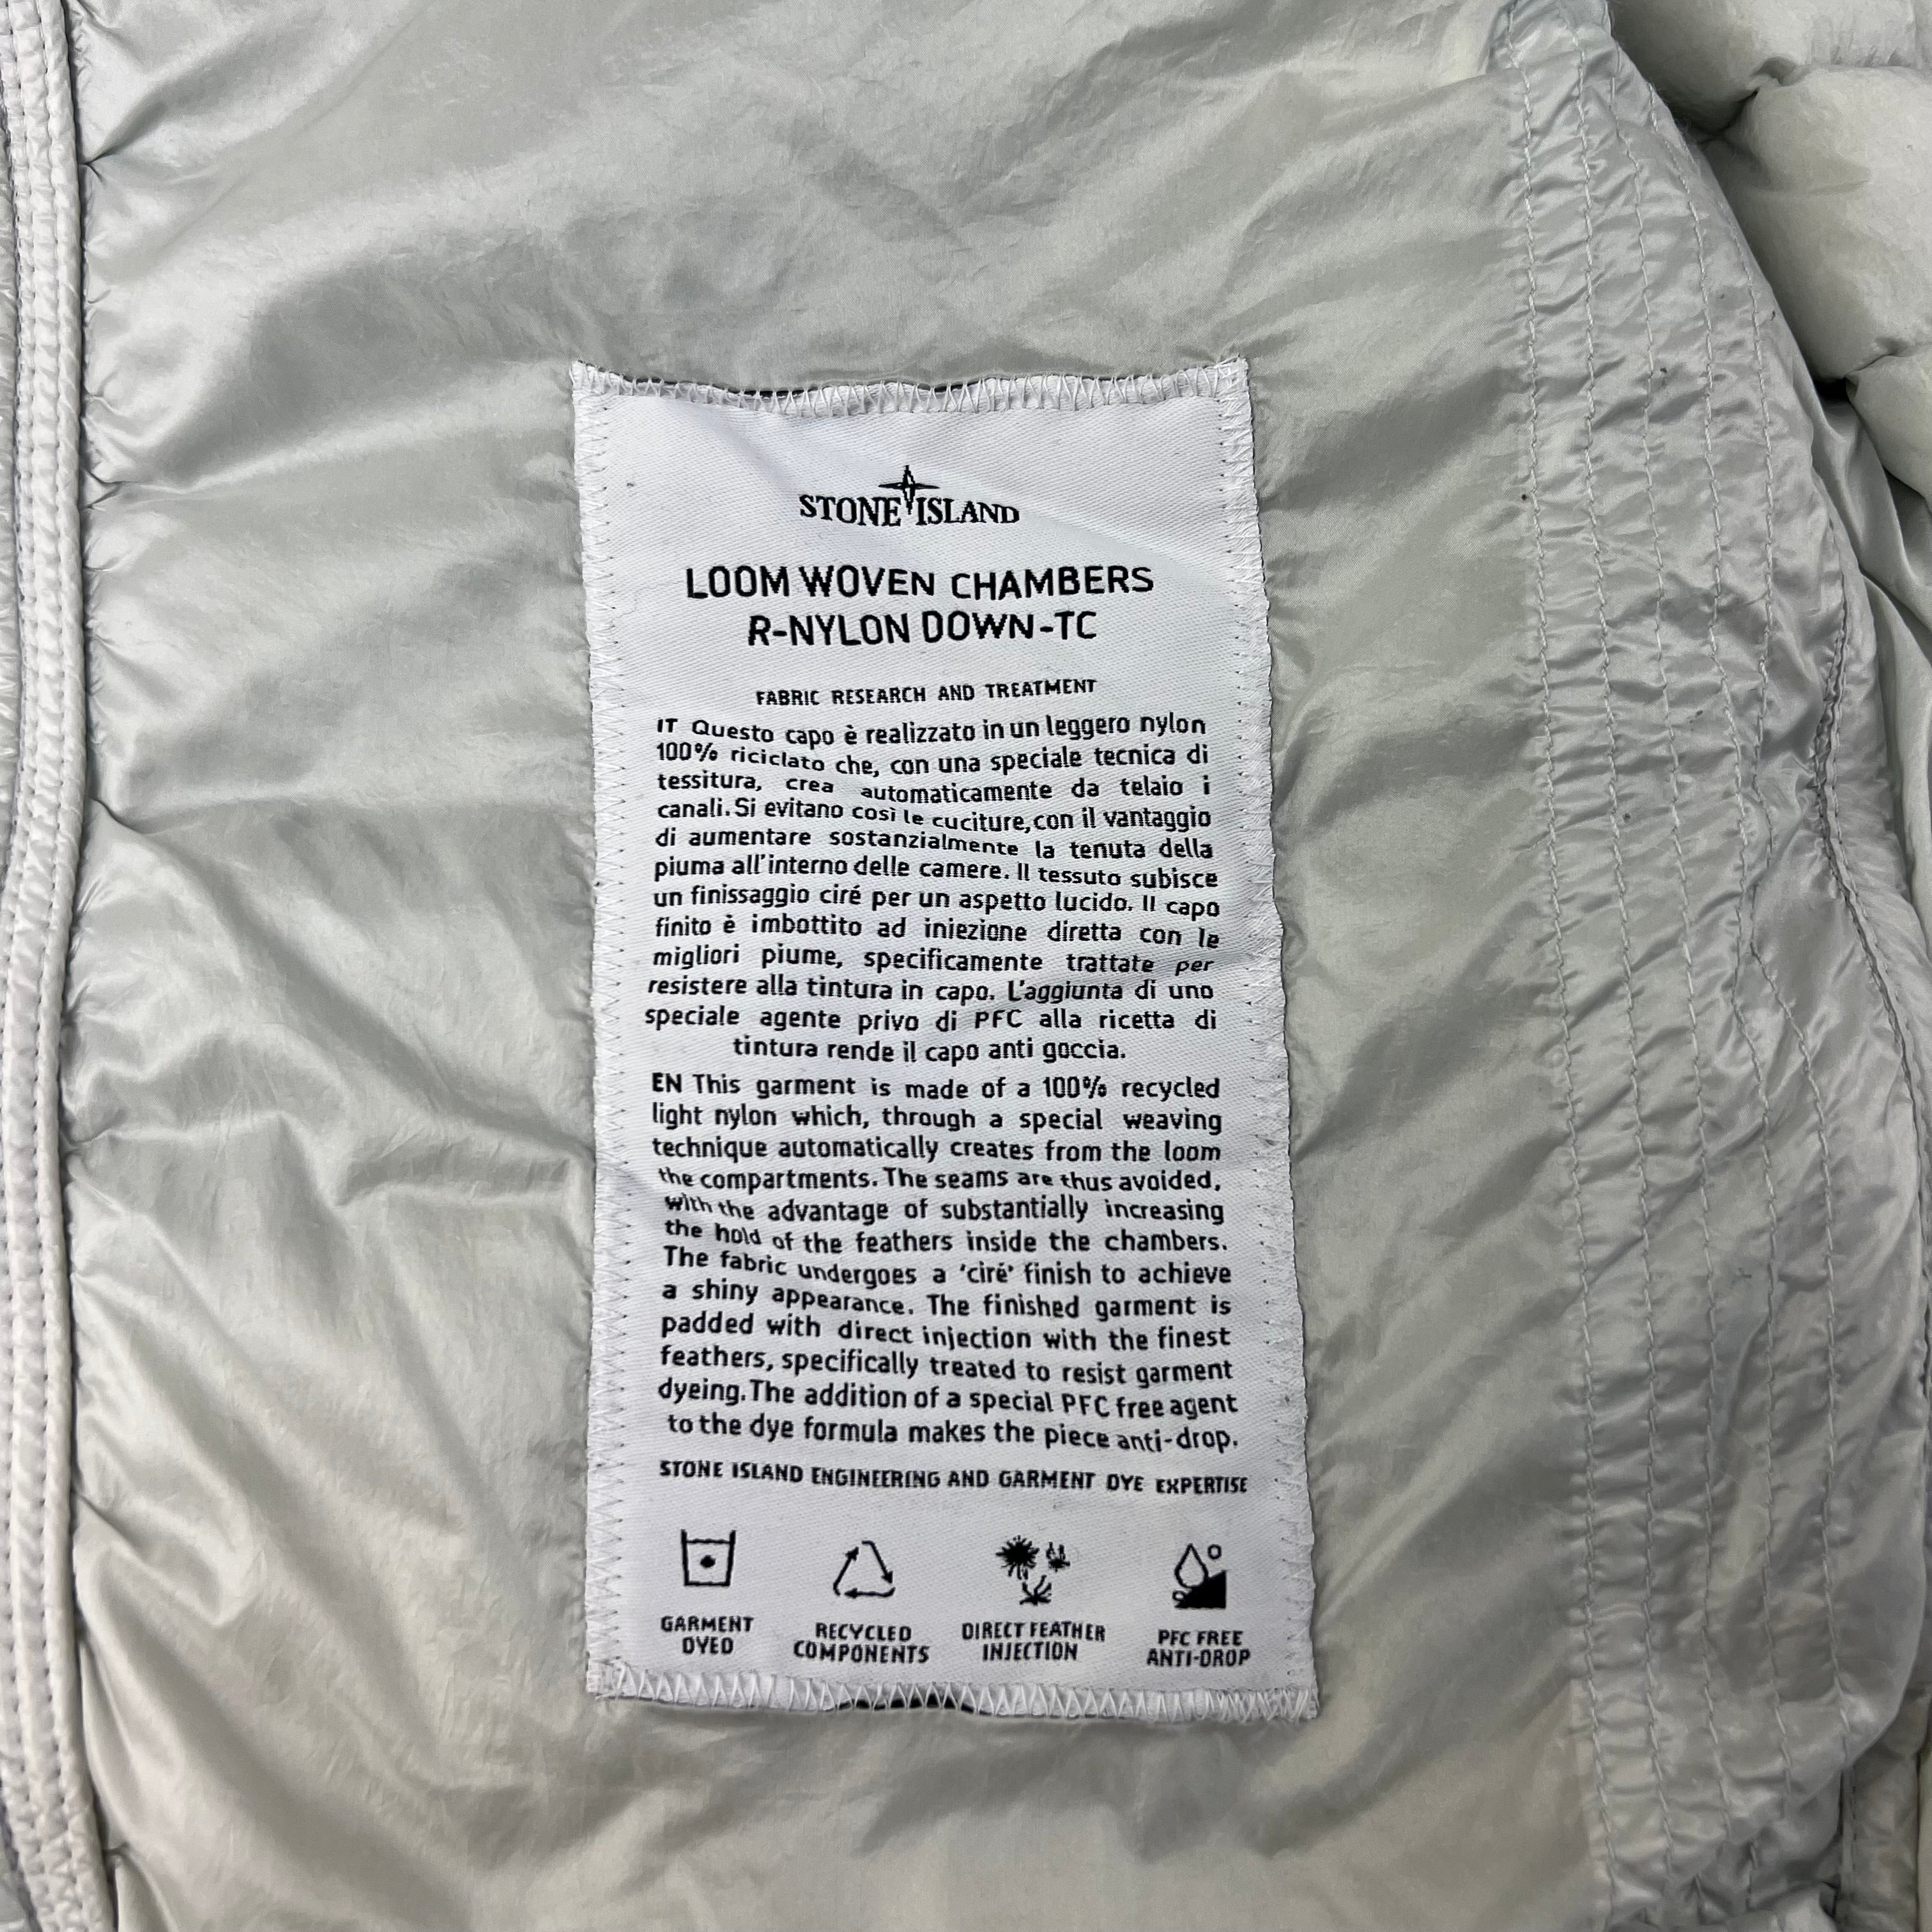 STONE ISLAND
LOOM WOVEN CHAMBERS
R-NYLON DOWN-TC
FABRIC RESEARCH AND TREATMENT
IT Questo capo è realizzato in un leggero nylon
100% riciclato che, con una speciale tecnica di
tessitura, crea automaticamente da telaio i
canali. Si evitano così le cuciture, con il vantaggio
di aumentare sostanzialmente la tenuta della
piuma all'interno delle camere. Il tessuto subisce
un finissaggio ciré per un aspetto lucido. Il capo
finito è imbottito ad iniezione diretta con le
migliori piume, specificamente trattate per
resistere alla tintura in capo. L'aggiunta di uno
speciale agente privo di PFC alla ricetta di
tintura rende il capo anti goccia.
EN This garment is made of a 100% recycled
light nylon which, through a special weaving
technique automatically creates from the loom
the compartments. The seams are thus avoided,
with the advantage of substantially increasing
the hold of the feathers inside the chambers.
The fabric undergoes a 'ciré' finish to achieve
a shiny appearance. The finished garment is
padded with direct injection with the finest
feathers, specifically treated to resist garment
dyeing. The addition of a special PFC free agent
to the dye formula makes the piece anti-drop.
STONE ISLAND ENGINEERING AND GARMENT DYE EXPERTISE
GARMENT
DYED
RECYCLED
COMPONENTS
DIRECT FEATHER
INJECTION
PFC FREE
ANTI-DROP